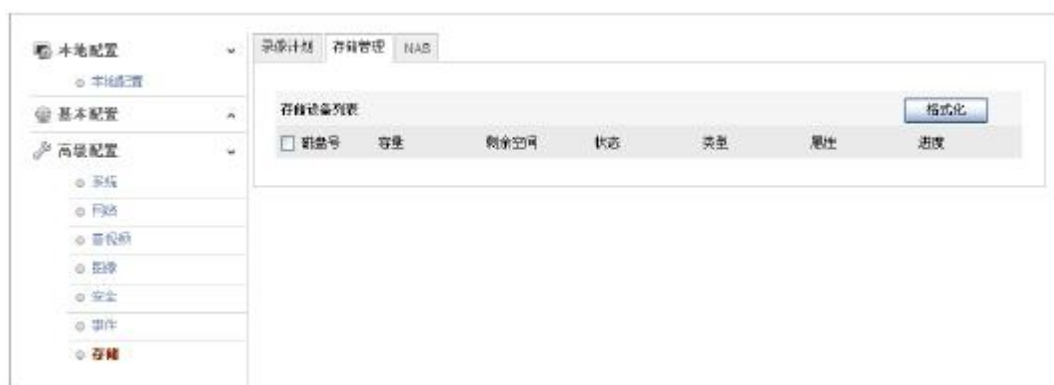 本地配置
本地配置
基本配置
高级配置
系统
网络
音视频
图像
安全
事件
存储
录像计划 存储管理 NAS
存储设备列表 格式化
磁盘号 容量 剩余空间 状态 类型 属性 进度